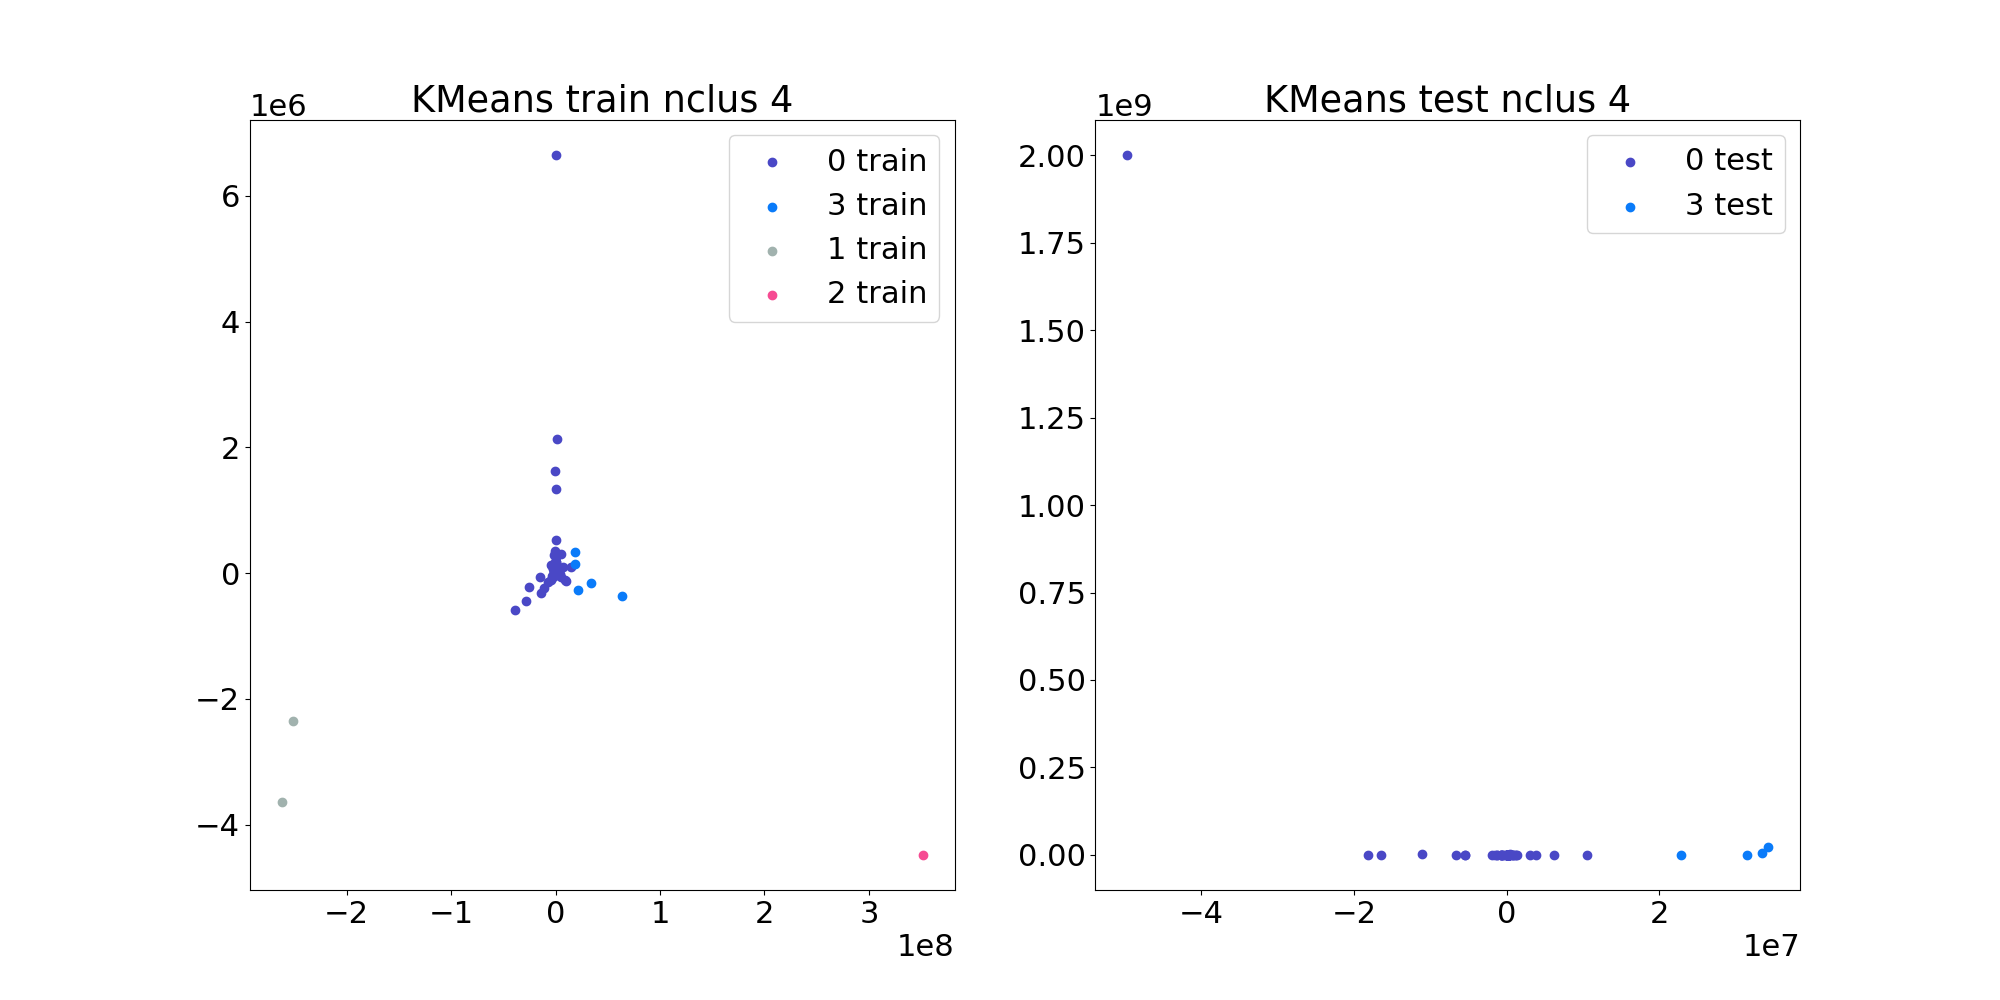 KMeans train nclus 4
1e6
0 train
3 train
1 train
2 train
6
4
2
0
−2
−4
−2
−1
0
1
2
3
1e8
KMeans test nclus 4
1e9
0 test
3 test
2.00
1.75
1.50
1.25
1.00
0.75
0.50
0.25
0.00
−4
−2
0
2
1e7